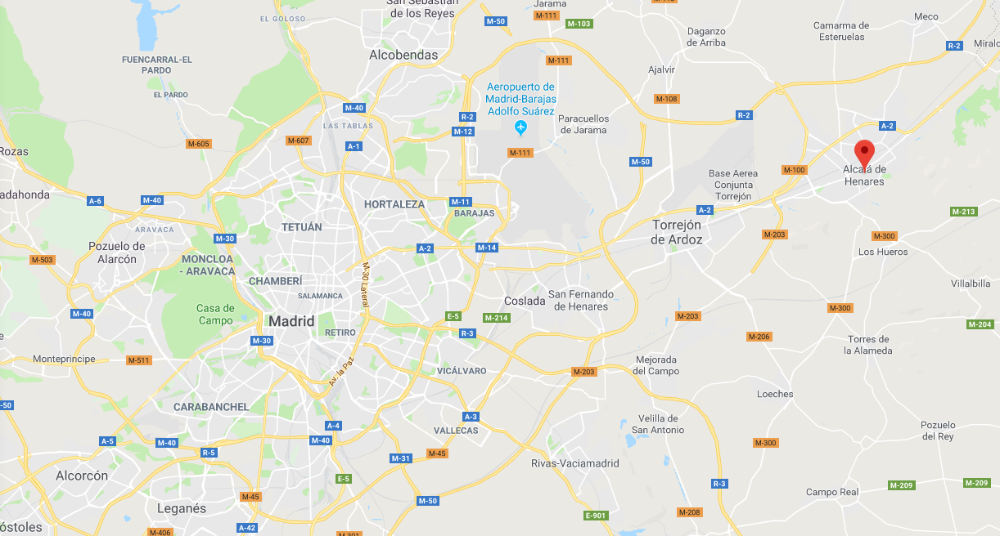 San Sebastián
de los Reyes
EL GOLOSO
M-50
Jarama
M-111
M-103
Meco
Daganzo
de Arriba
Camarma de
Esteruelas
R-2
FUENCARRAL-EL
PARDO
Alcobendas
M-111
Ajalvir
EL PARDO
Aeropuerto de
Madrid-Barajas
Adolfo Suárez
M-108
M-40
R-2
M-12
Paracuellos
de Jarama
R-2
LAS TABLAS
A-2
M-605
M-607
A-1
M-111
M-50
Rozas
M-100
Alcalá de
Henares
Base Aerea
Conjunta
Torrejón
adahonda
A-6
M-40
HORTALEZA
M-11
BARAJAS
A-2
M-213
ARAVACA
TETUÁN
Torrejón
de Ardoz
M-203
M-300
Pozuelo de
Alarcón
M-30
A-2
M-14
Los Hueros
M-503
MONCLOA
- ARAVACA
CHAMBERÍ
M-30 Lateral
Villalbilla
SALAMANCA
Coslada
San Fernando
de Henares
M-40
Casa de
Campo
Madrid
E-5
M-214
M-203
M-300
M-204
RETIRO
R-3
M-206
M-30
Torres de
la Alameda
Monteprincipe
M-511
Av. la Paz
VICÁLVARO
M-203
Mejorada
del Campo
-50
CARABANCHEL
Loeches
A-3
A-4
VALLECAS
Velilla de
San Antonio
Pozuelo
del Rey
A-5
M-40
R-5
M-40
M-31
M-45
M-300
Alcorcón
E-5
Rivas-Vaciamadrid
R-3
M-209
M-209
M-45
M-50
Campo Real
Leganés
E-901
M-208
óstoles
M-406
A-42
M-301